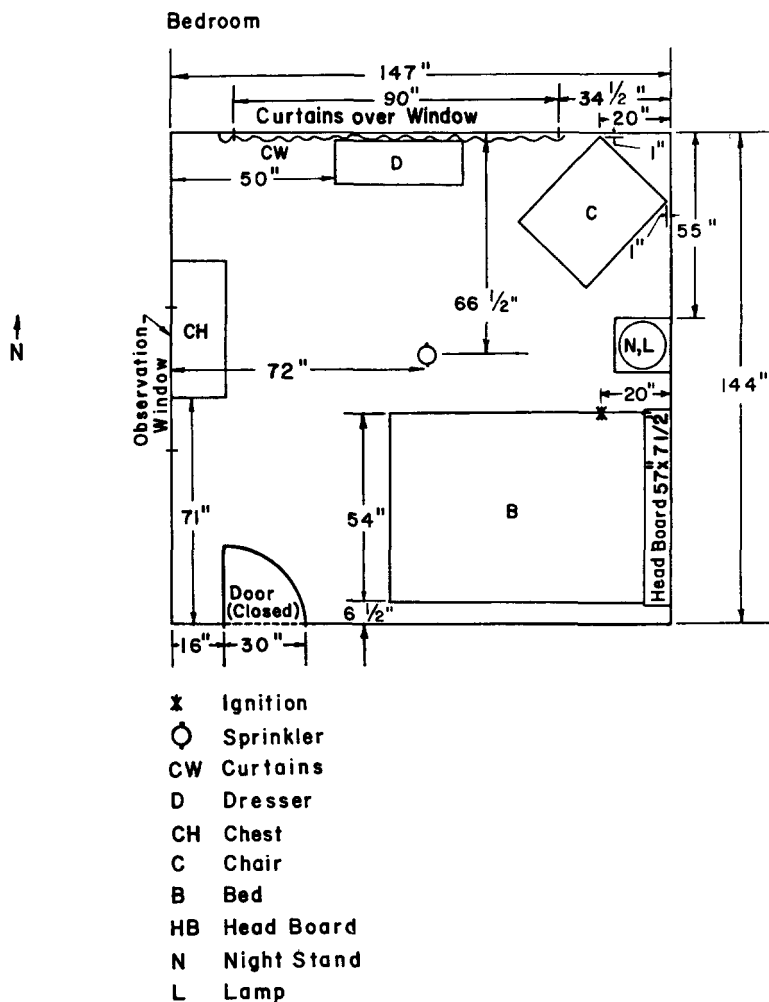 Bedroom
147"
90"
34 1/2"
Curtains over Window
20"
CW
D
1"
50"
C
1"
55"
66 1/2"
N
CH
Observation Window
N,L
72"
144"
20"
Head Board 57"x 7 1/2"
54"
B
71"
Door
(Closed)
6 1/2"
16"
30"
Ignition
Sprinkler
CW Curtains
D Dresser
CH Chest
C Chair
B Bed
HB Head Board
N Night Stand
L Lamp